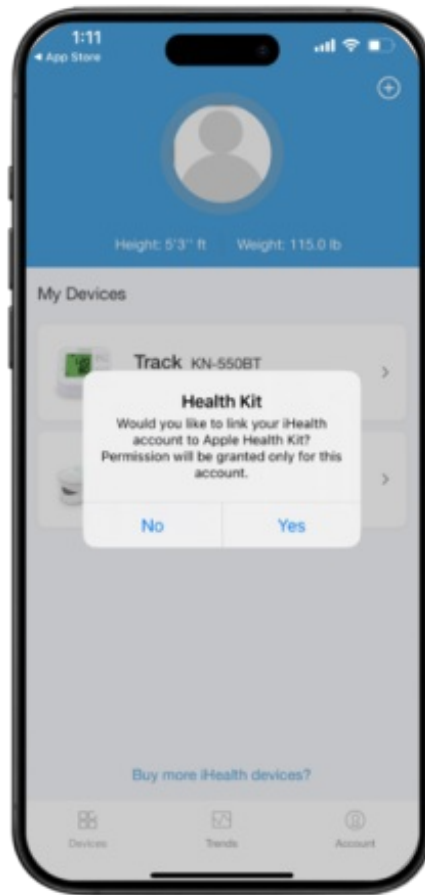 1:11
◀ App Store
Height: 5'3'' ft Weight: 115.0 lb
My Devices
Track KN-550BT
Health Kit
Would you like to link your iHealth
account to Apple Health Kit?
Permission will be granted only for this
account.
No Yes
Buy more iHealth devices?
Devices Trends Account